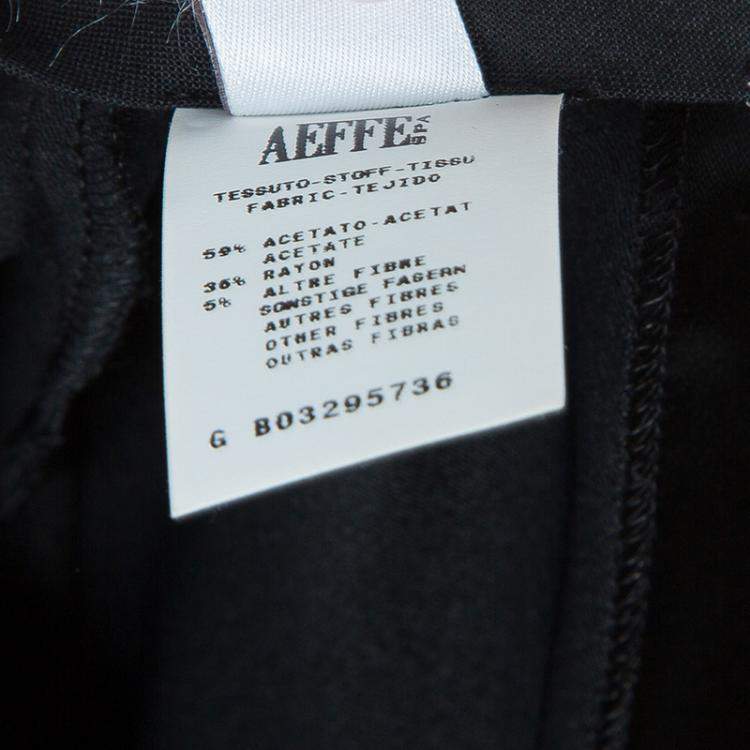 AEFFE SPA
TESSUTO-STOFF-TISSU
FABRIC-TEJIDO
59% ACETATO-ACETAT
ACETATE
36% RAYON
5% ALTRE FIBRE
SONSTIGE FASERN
AUTRES FIBRES
OTHER FIBRES
OUTRAS FIBRAS
G B03295736